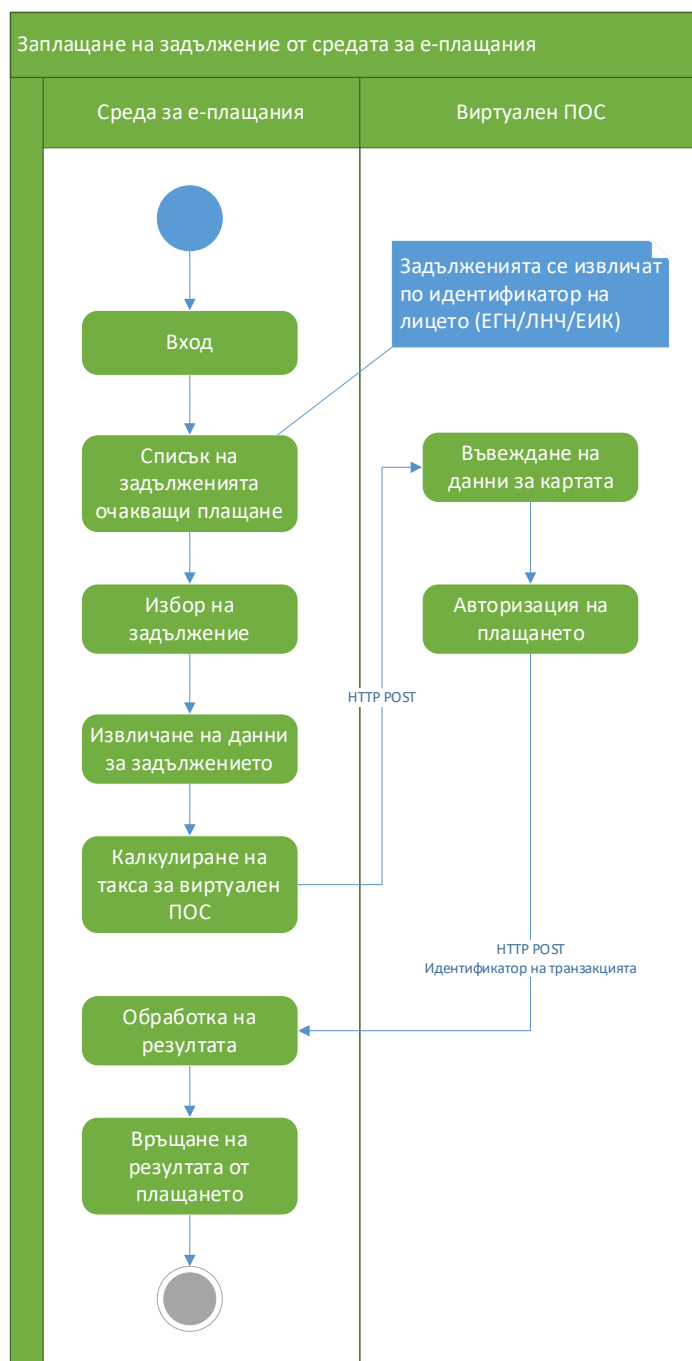 Заплащане на задължение от средата за е-плащания
Среда за е-плащания
Виртуален ПОС
Задълженията се извличат
по идентификатор на
лицето (ЕГН/ЛНЧ/ЕИК)
Вход
Списък на
задълженията
очакващи плащане
Въвеждане на
данни за картата
Избор на
задължение
Авторизация на
плащането
HTTP POST
Извличане на данни
за задължението
Калкулиране на
такса за виртуален
ПОС
HTTP POST
Идентификатор на транзакцията
Обработка на
резултата
Връщане на
резултата от
плащането